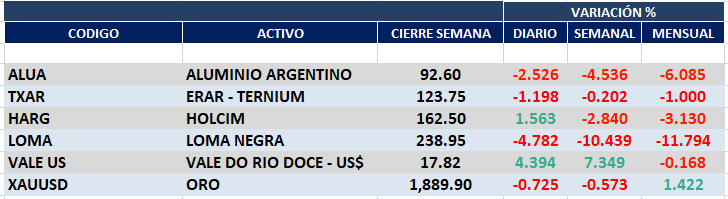 VARIACIÓN %
CODIGO ACTIVO CIERRE SEMANA DIARIO SEMANAL MENSUAL
ALUA ALUMINIO ARGENTINO 92.60 -2.526 -4.536 -6.085
TXAR ERAR - TERNIUM 123.75 -1.198 -0.202 -1.000
HARG HOLCIM 162.50 1.563 -2.840 -3.130
LOMA LOMA NEGRA 238.95 -4.782 -10.439 -11.794
VALE US VALE DO RIO DOCE - US$ 17.82 4.394 7.349 -0.168
XAUUSD ORO 1,889.90 -0.725 -0.573 1.422